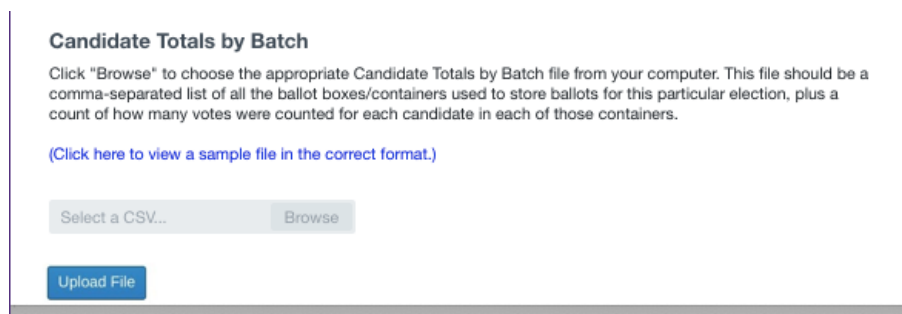 Candidate Totals by Batch
Click "Browse" to choose the appropriate Candidate Totals by Batch file from your computer. This file should be a
comma-separated list of all the ballot boxes/containers used to store ballots for this particular election, plus a
count of how many votes were counted for each candidate in each of those containers.
(Click here to view a sample file in the correct format.)
Select a CSV... Browse
Upload File